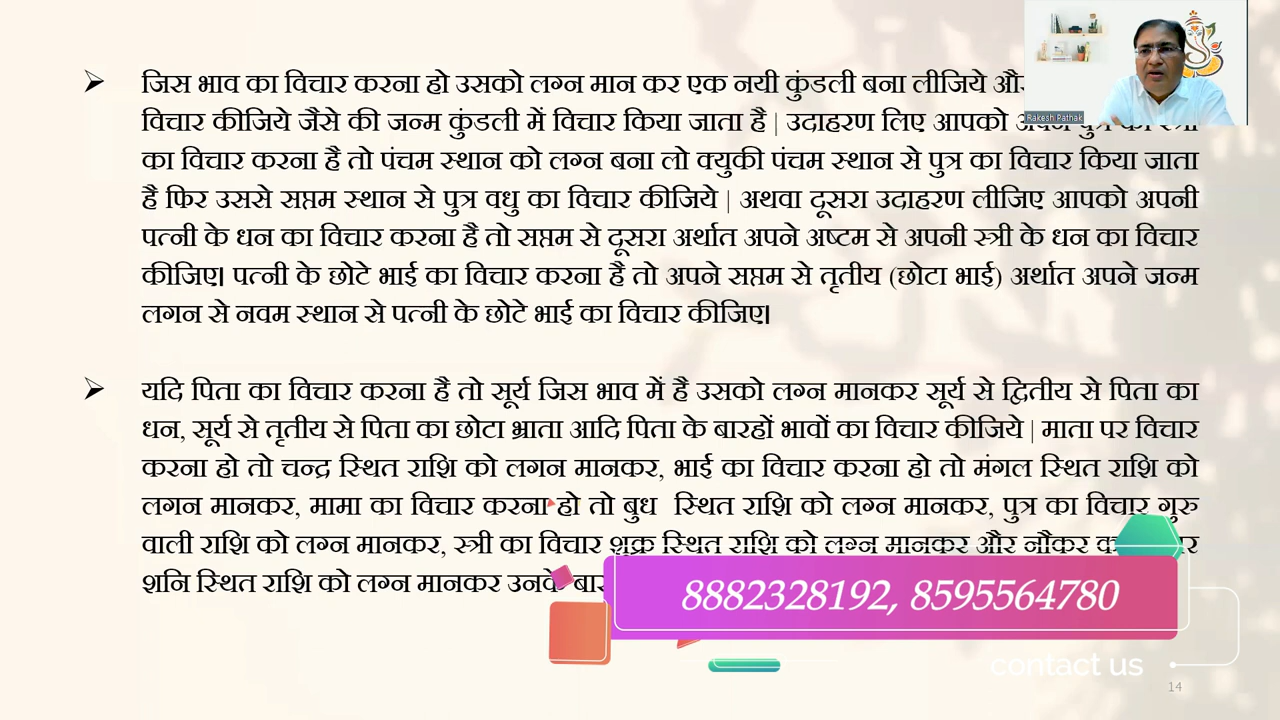 जिस भाव का विचार करना हो उसको लग्न मान कर एक नयी कुंडली बना लीजिये और
Rakesh Pathak
विचार कीजिये जैसे की जन्म कुंडली में विचार किया जाता है | उदाहरण लिए आपको
का विचार करना है तो पंचम स्थान को लग्न बना लो क्युकी पंचम स्थान से पुत्र का विचार किया जाता
है फिर उससे सप्तम स्थान से पुत्र वधु का विचार कीजिये | अथवा दूसरा उदाहरण लीजिए आपको अपनी
पत्नी के धन का विचार करना है तो सप्तम से दूसरा अर्थात अपने अष्टम से अपनी स्त्री के धन का विचार
कीजिए। पत्नी के छोटे भाई का विचार करना है तो अपने सप्तम से तृतीय (छोटा भाई) अर्थात अपने जन्म
लगन से नवम स्थान से पत्नी के छोटे भाई का विचार कीजिए।
यदि पिता का विचार करना है तो सूर्य जिस भाव में है उसको लग्न मानकर सूर्य से द्वितीय से पिता का
धन, सूर्य से तृतीय से पिता का छोटा भ्राता आदि पिता के बारहों भावों का विचार कीजिये | माता पर विचार
करना हो तो चन्द्र स्थित राशि को लगन मानकर, भाई का विचार करना हो तो मंगल स्थित राशि को
लगन मानकर, मामा का विचार करना हो तो बुध स्थित राशि को लग्न मानकर, पुत्र का विचार गुरु
वाली राशि को लग्न मानकर, स्त्री का विचार शुक्र स्थित राशि को लग्न मानकर और नौकर
शनि स्थित राशि को लग्न मानकर उनके
8882328192, 8595564780
contact us
14